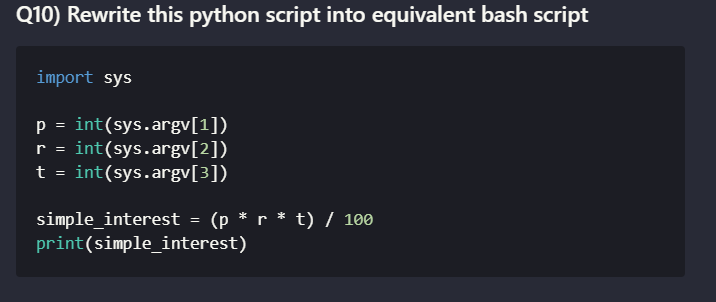 Q10) Rewrite this python script into equivalent bash script
import sys
p = int(sys.argv[1])
r = int(sys.argv[2])
t = int(sys.argv[3])
simple_interest = (p * r * t) / 100
print(simple_interest)